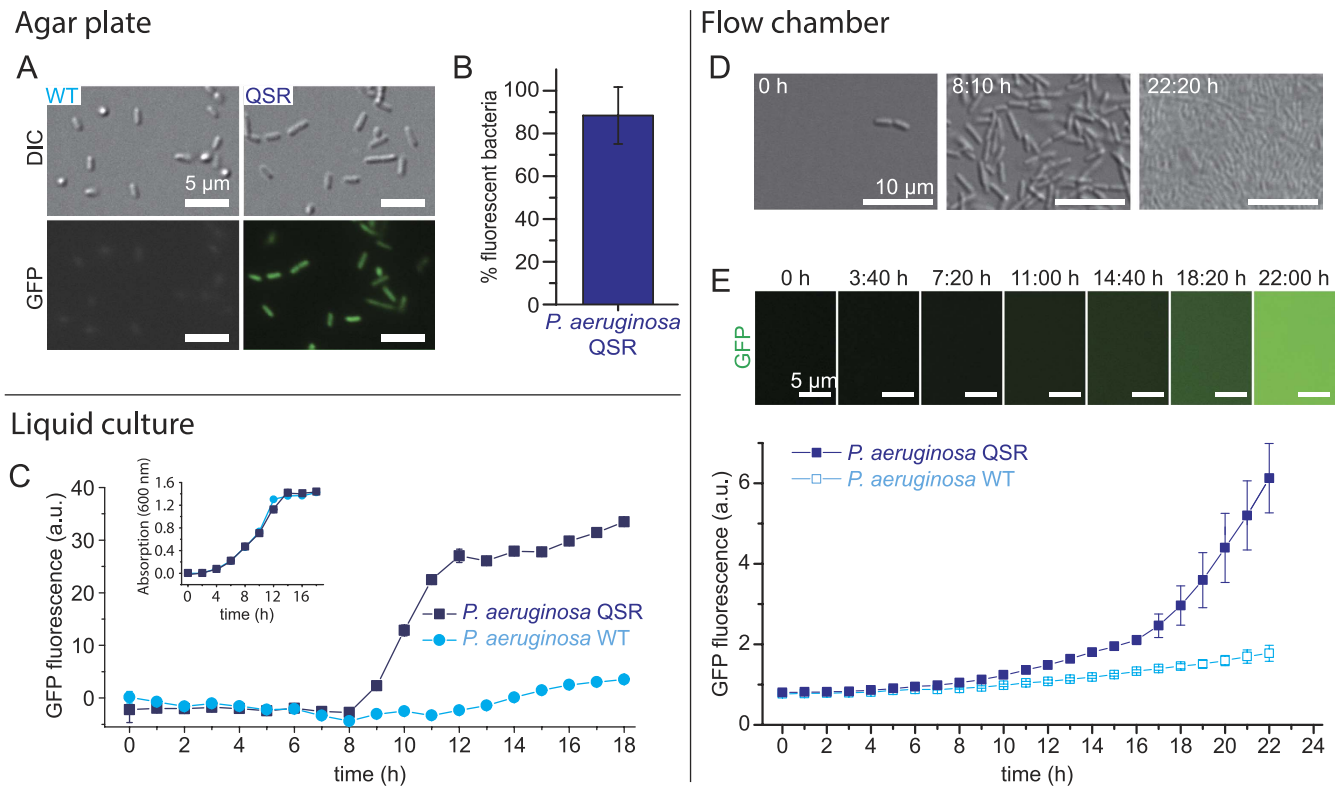 Agar plate
A
WT
QSR
DIC
5 µm
GFP
B
100
80
60
40
20
0
% fluorescent bacteria
P. aeruginosa
QSR
Liquid culture
C
40
30
20
10
0
GFP fluorescence (a.u.)
0 2 4 6 8 10 12 14 16 18
time (h)
1.6
1.2
0.8
0.4
0.0
Absorption (600 nm)
0 4 8 12 16
time (h)
P. aeruginosa QSR
P. aeruginosa WT
Flow chamber
D
0 h
8:10 h
22:20 h
10 µm
E
0 h 3:40 h 7:20 h 11:00 h 14:40 h 18:20 h 22:00 h
GFP
5 µm
P. aeruginosa QSR
P. aeruginosa WT
6
4
2
0
GFP fluorescence (a.u.)
0 2 4 6 8 10 12 14 16 18 20 22 24
time (h)